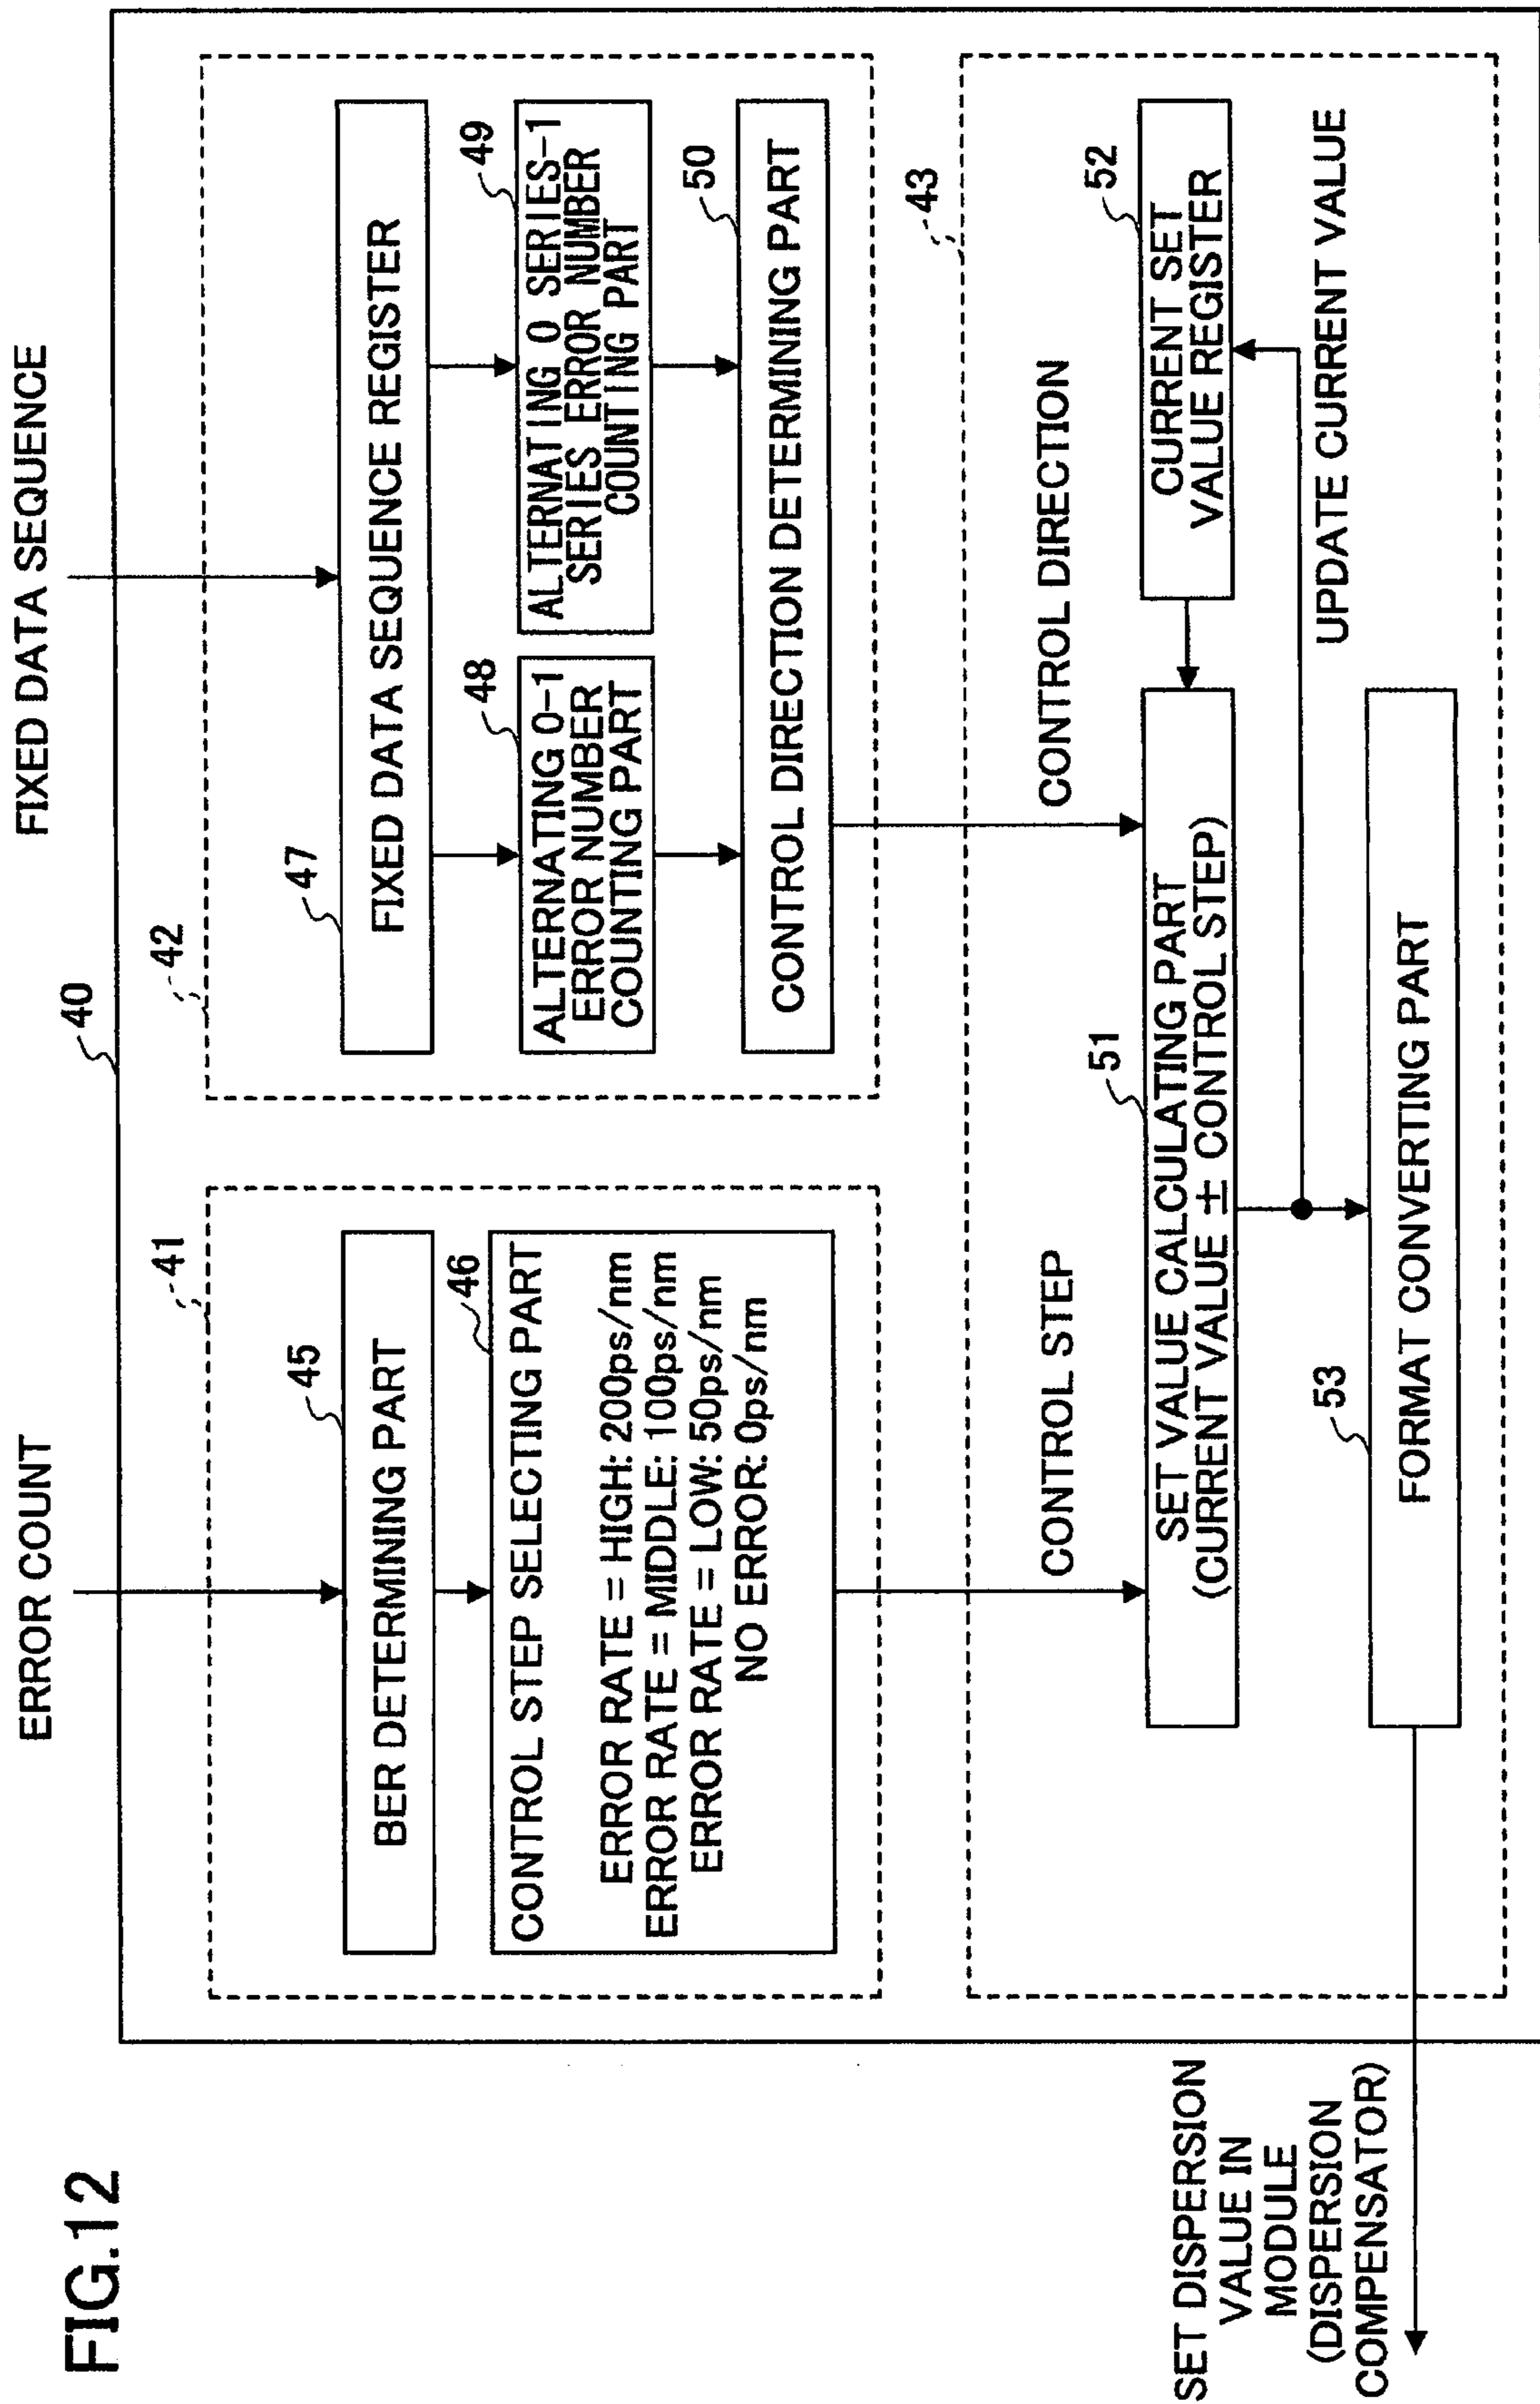 FIG.12
ERROR COUNT
FIXED DATA SEQUENCE
40
41
42
45
BER DETERMINING PART
46
CONTROL STEP SELECTING PART
ERROR RATE = HIGH: 200ps/nm
ERROR RATE = MIDDLE: 100ps/nm
ERROR RATE = LOW: 50ps/nm
NO ERROR: 0ps/nm
47
FIXED DATA SEQUENCE REGISTER
48
ALTERNATING 0-1
ERROR NUMBER
COUNTING PART
49
ALTERNATING 0 SERIES-1
SERIES ERROR NUMBER
COUNTING PART
50
CONTROL DIRECTION DETERMINING PART
43
CONTROL STEP
CONTROL DIRECTION
51
SET VALUE CALCULATING PART
(CURRENT VALUE ± CONTROL STEP)
52
CURRENT SET
VALUE REGISTER
UPDATE CURRENT VALUE
53
FORMAT CONVERTING PART
SET DISPERSION
VALUE IN
MODULE
(DISPERSION
COMPENSATOR)